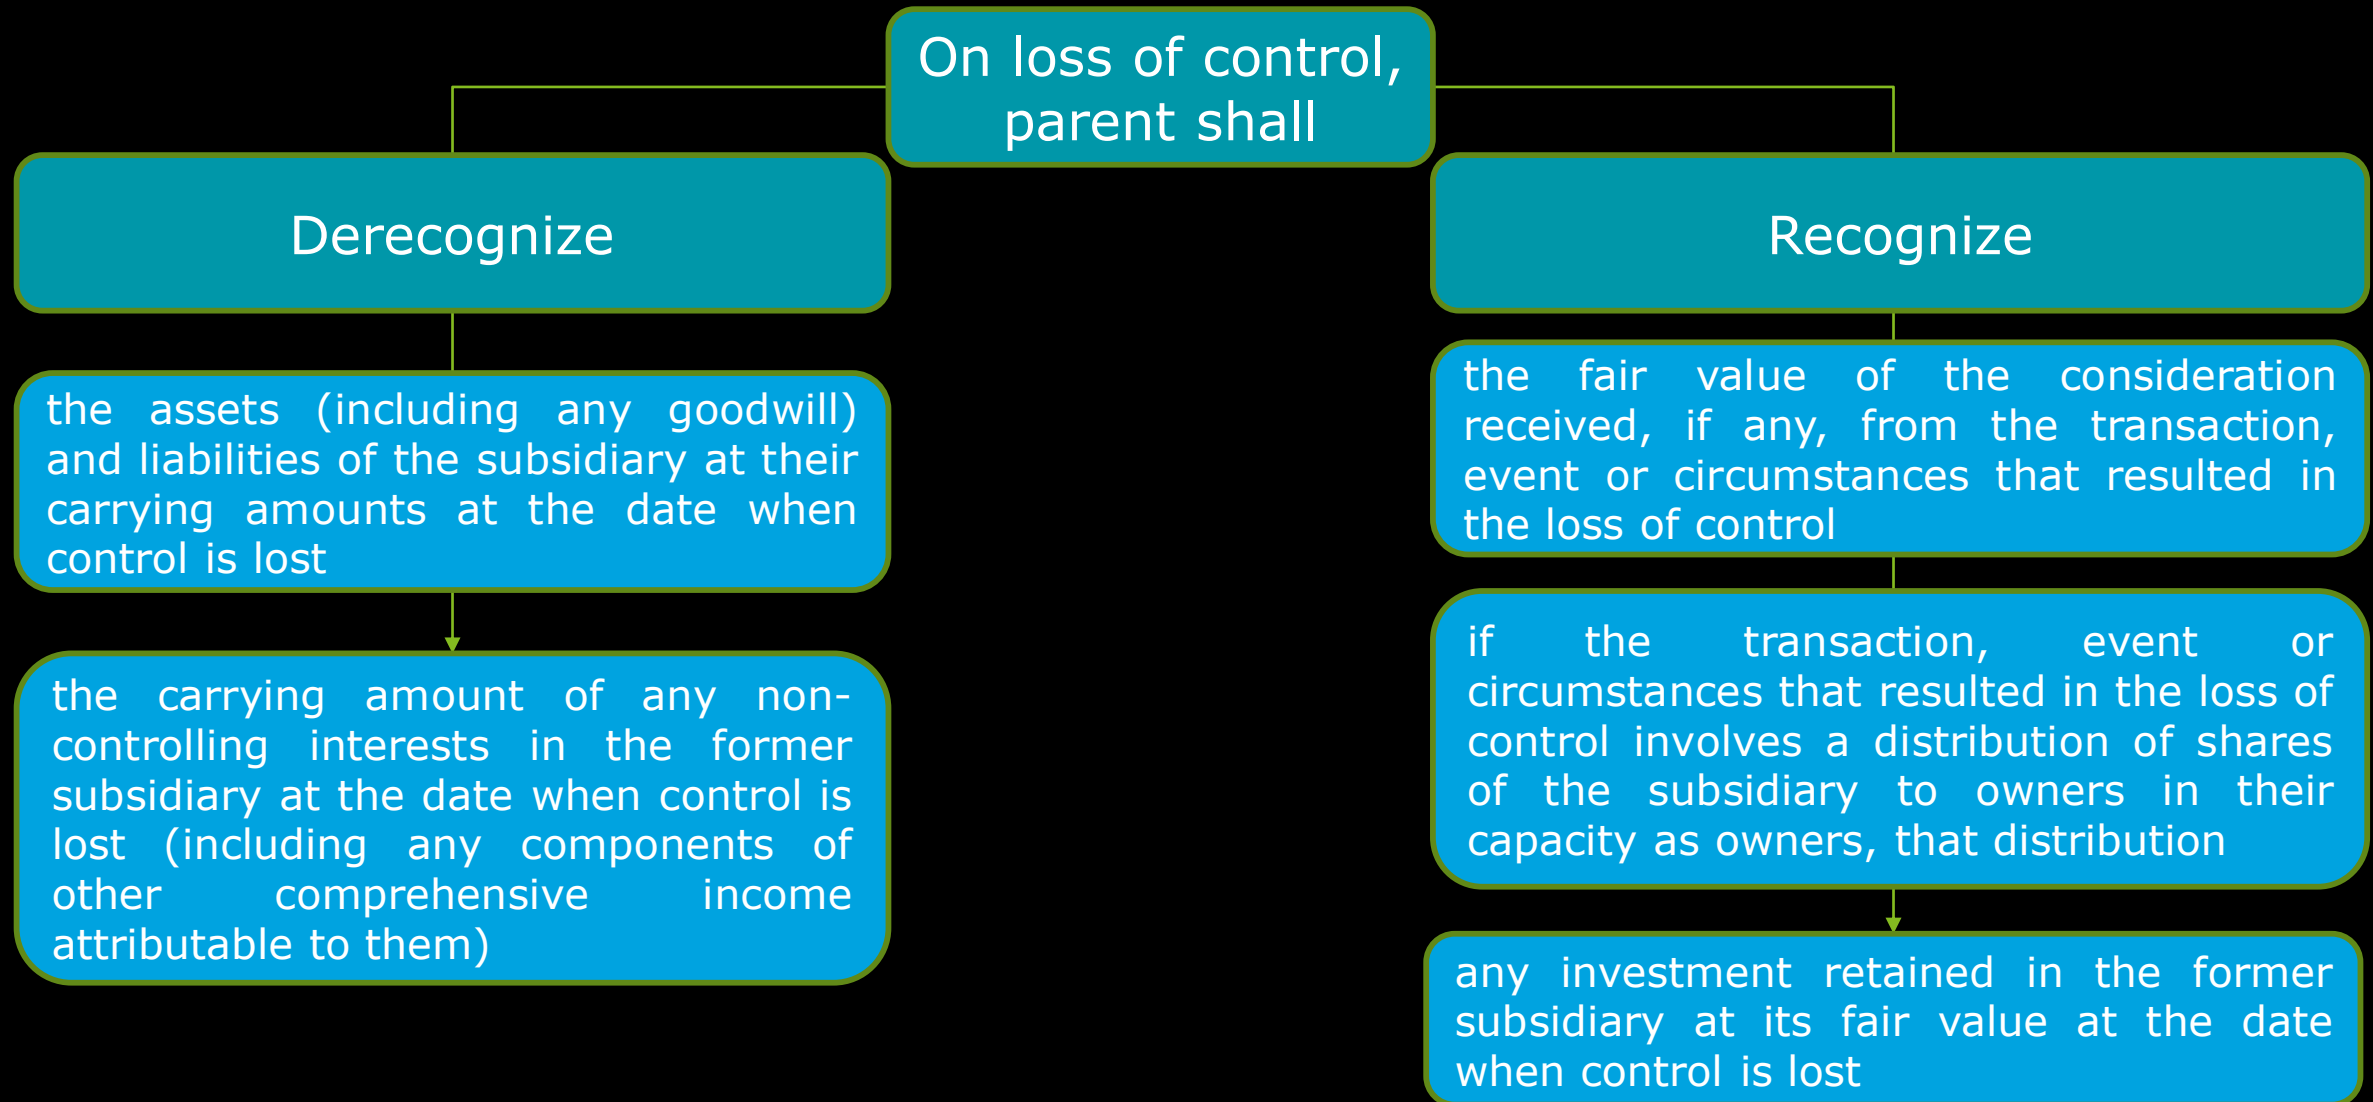 On loss of control,
parent shall
Derecognize
the assets (including any goodwill)
and liabilities of the subsidiary at their
carrying amounts at the date when
control is lost
the carrying amount of any non-
controlling interests in the former
subsidiary at the date when control is
lost (including any components of
other comprehensive income
attributable to them)
Recognize
the fair value of the consideration
received, if any, from the transaction,
event or circumstances that resulted in
the loss of control
if the transaction, event or
circumstances that resulted in the loss of
control involves a distribution of shares
of the subsidiary to owners in their
capacity as owners, that distribution
any investment retained in the former
subsidiary at its fair value at the date
when control is lost